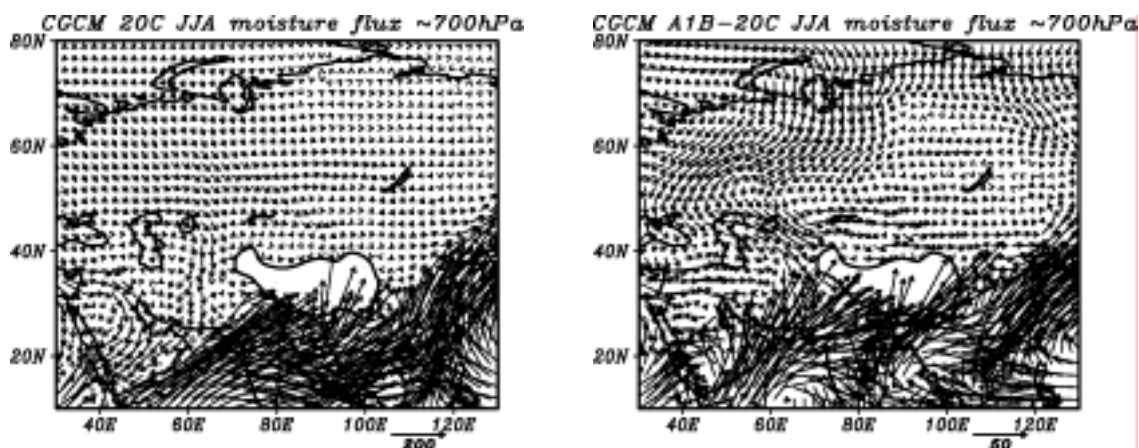 CGCM 20C JJA moisture flux ~700hPa
80N
60N
40N
20N
40E 60E 80E 100E 120E
200
CGCM A1B-20C JJA moisture flux ~700hPa
80N
60N
40N
20N
40E 60E 80E 100E 120E
50